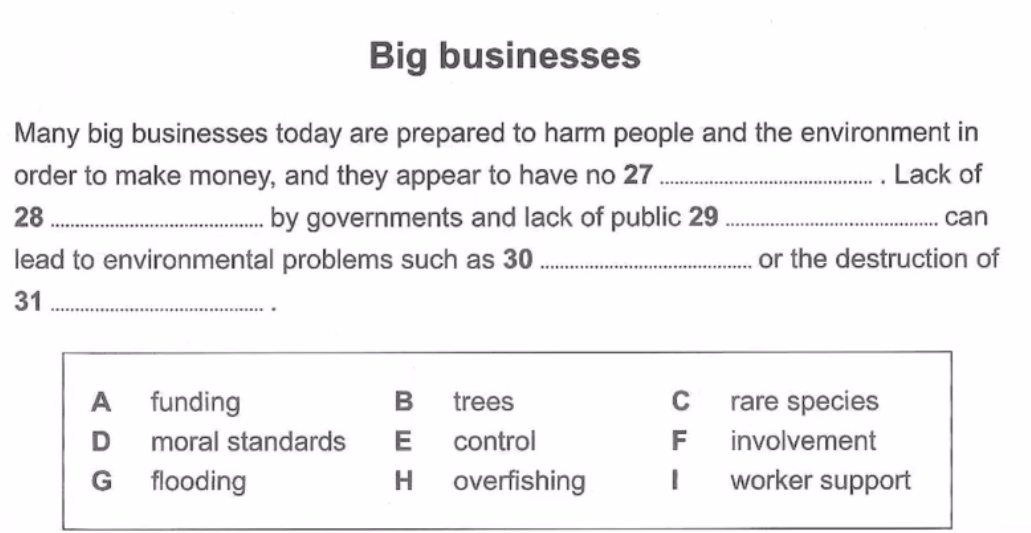 Big businesses
Many big businesses today are prepared to harm people and the environment in
order to make money, and they appear to have no 27 ........................................ . Lack of
28 ........................................ by governments and lack of public 29 ........................................ can
lead to environmental problems such as 30 ........................................ or the destruction of
31 ........................................ .
A funding B trees C rare species
D moral standards E control F involvement
G flooding H overfishing I worker support